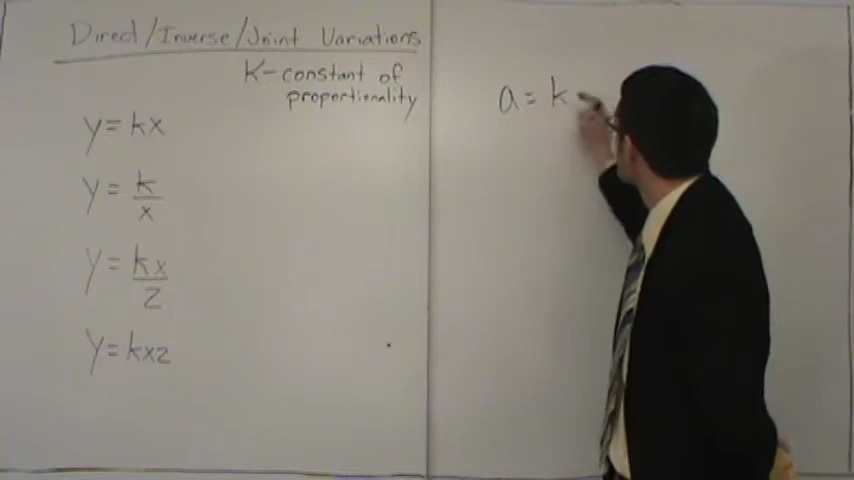 Direct/Inverse/Joint Variations
K-constant of
proportionality
y = kx
y = k/x
y = kx/z
y = kxz
a = k